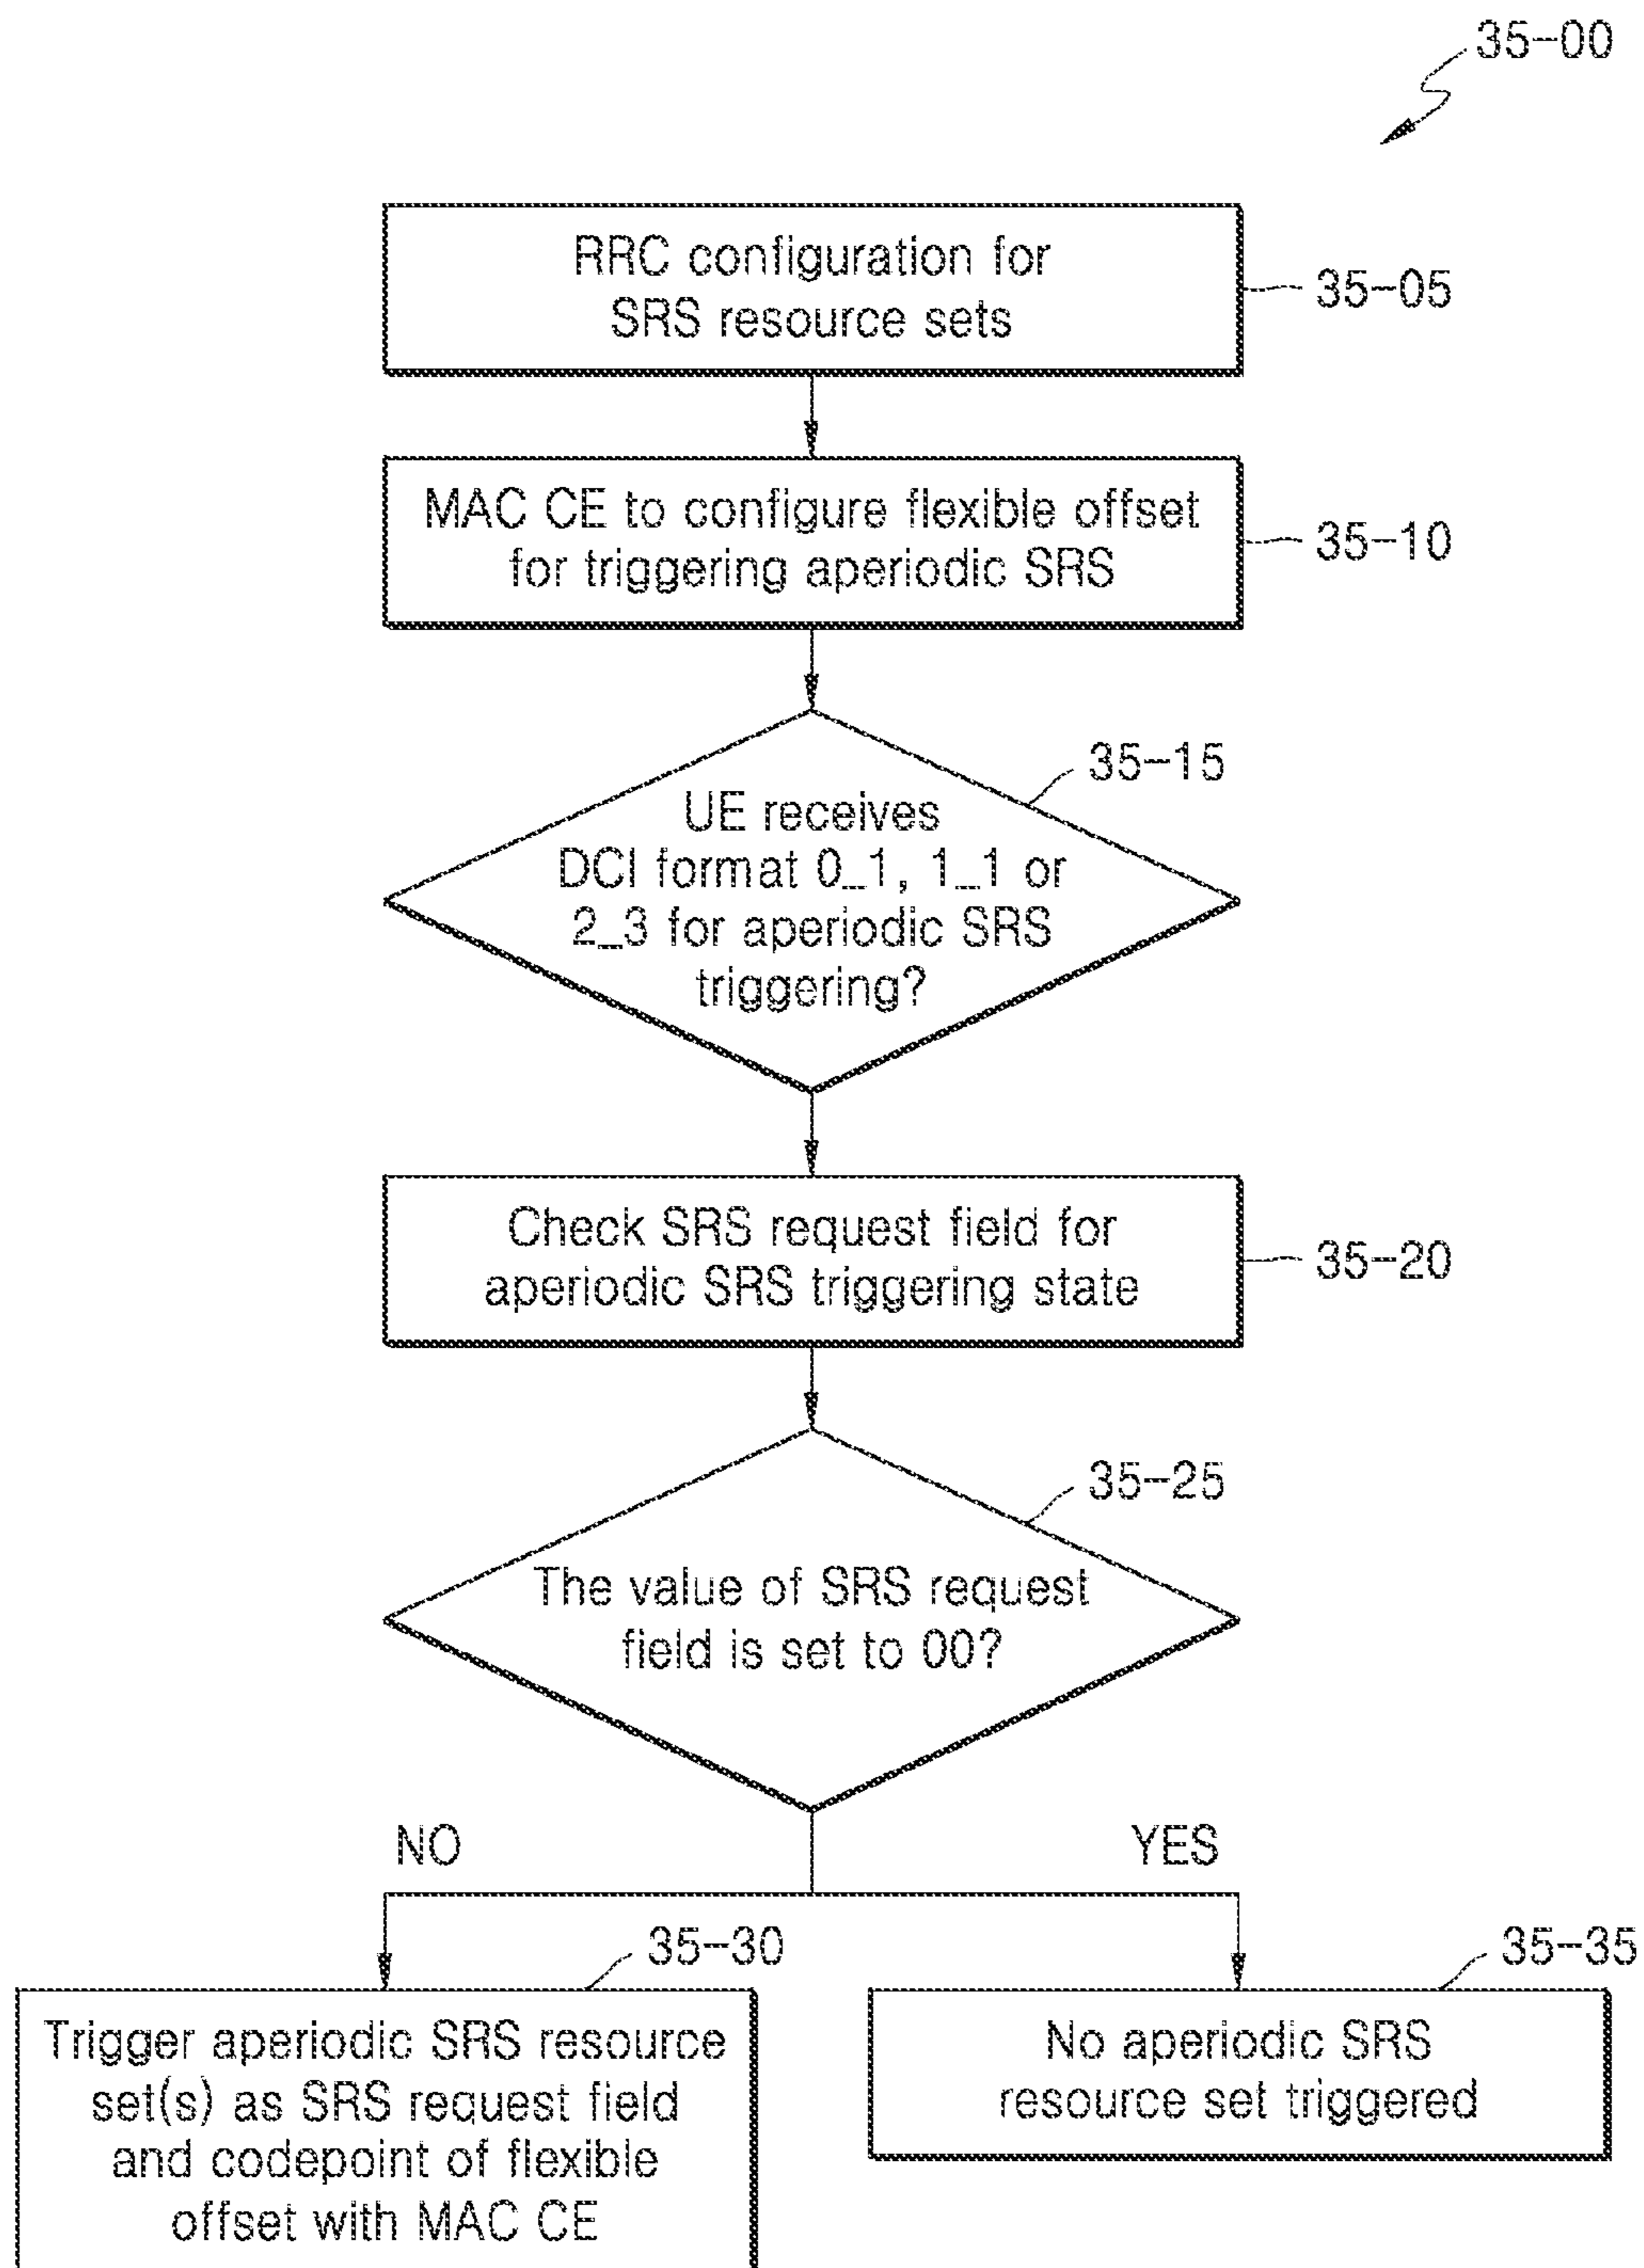 35-00
RRC configuration for
SRS resource sets
35-05
MAC CE to configure flexible offset
for triggering aperiodic SRS
35-10
35-15
UE receives
DCI format 0_1, 1_1 or
2_3 for aperiodic SRS
triggering?
Check SRS request field for
aperiodic SRS triggering state
35-20
35-25
The value of SRS request
field is set to 00?
NO
YES
35-30
35-35
Trigger aperiodic SRS resource
set(s) as SRS request field
and codepoint of flexible
offset with MAC CE
No aperiodic SRS
resource set triggered